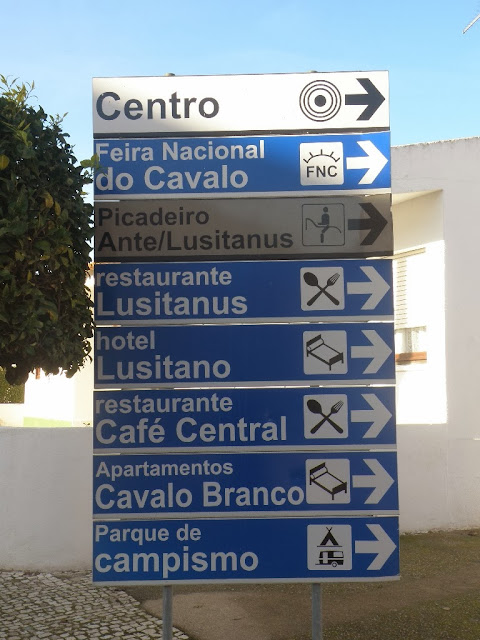 Centro
Feira Nacional
do Cavalo
FNC
Picadeiro
Ante/Lusitanus
restaurante
Lusitanus
hotel
Lusitano
restaurante
Café Central
Apartamentos
Cavalo Branco
Parque de
campismo